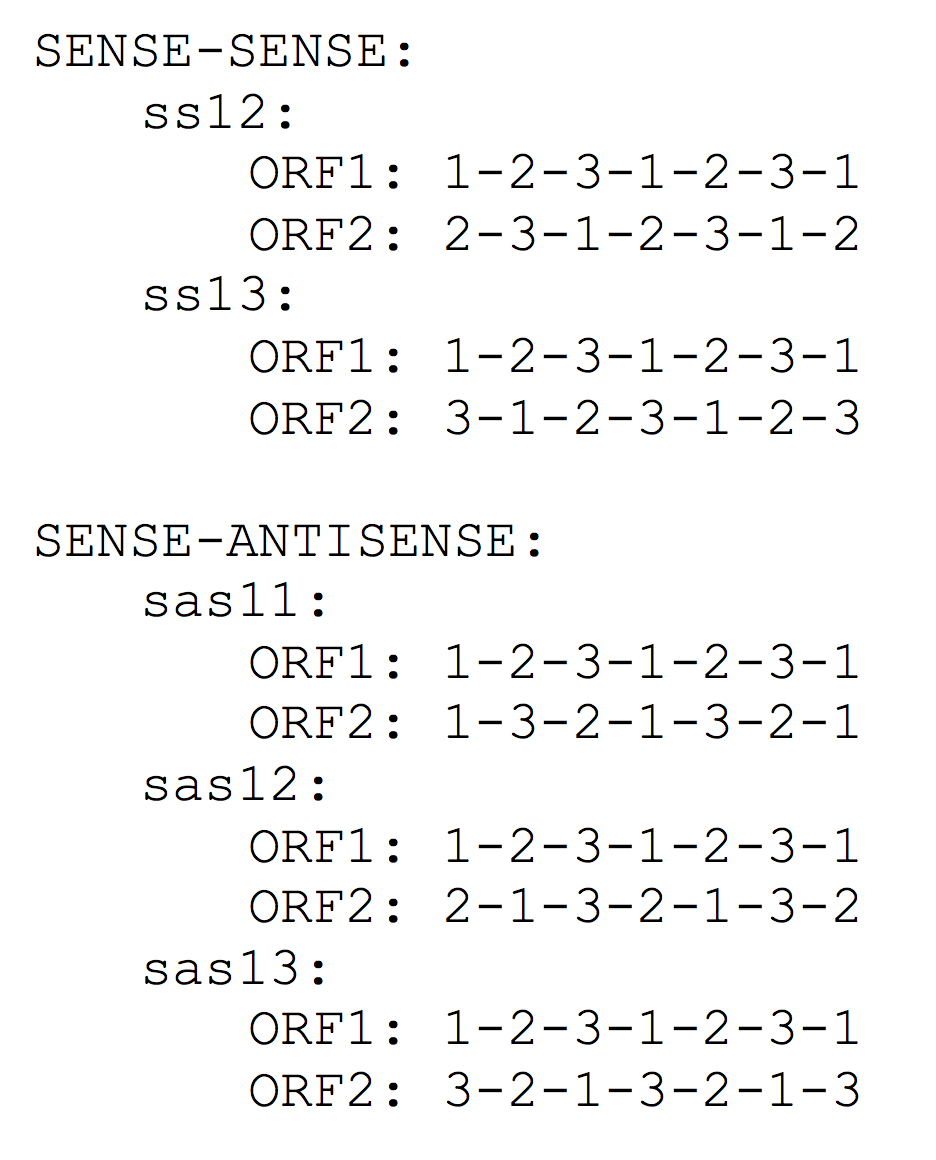 SENSE-SENSE:
ss12:
ORF1: 1-2-3-1-2-3-1
ORF2: 2-3-1-2-3-1-2
ss13:
ORF1: 1-2-3-1-2-3-1
ORF2: 3-1-2-3-1-2-3
SENSE-ANTISENSE:
sas11:
ORF1: 1-2-3-1-2-3-1
ORF2: 1-3-2-1-3-2-1
sas12:
ORF1: 1-2-3-1-2-3-1
ORF2: 2-1-3-2-1-3-2
sas13:
ORF1: 1-2-3-1-2-3-1
ORF2: 3-2-1-3-2-1-3